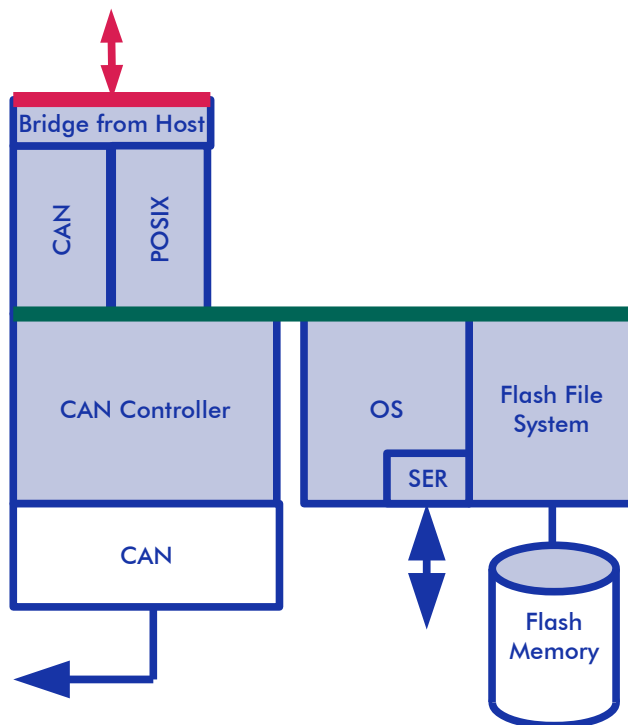 Bridge from Host
CAN
POSIX
CAN Controller
OS
Flash File
System
SER
CAN
Flash
Memory